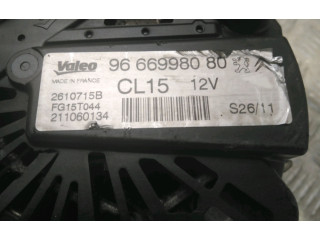 Valeo 96 669980 80
MADE IN FRANCE
CL15 12V
2610715B
FG15T044 S26/11
211060134